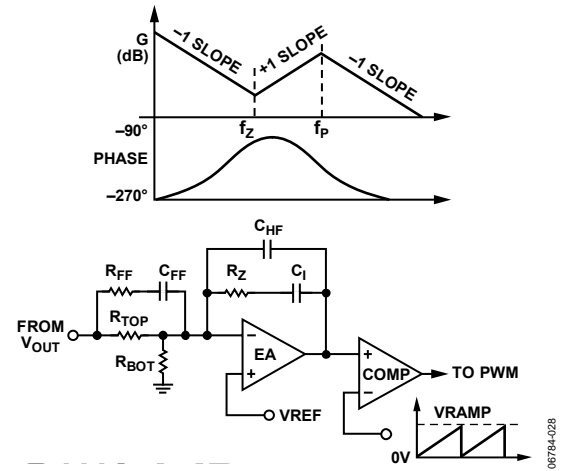 G
(dB)
–1 SLOPE
+1 SLOPE
–1 SLOPE
–90°
fZ
fP
PHASE
–270°
CHF
RFF
CFF
RZ
CI
FROM
VOUT
RTOP
RBOT
–
+
EA
+
–
COMP
TO PWM
VREF
VRAMP
0V
06784-028